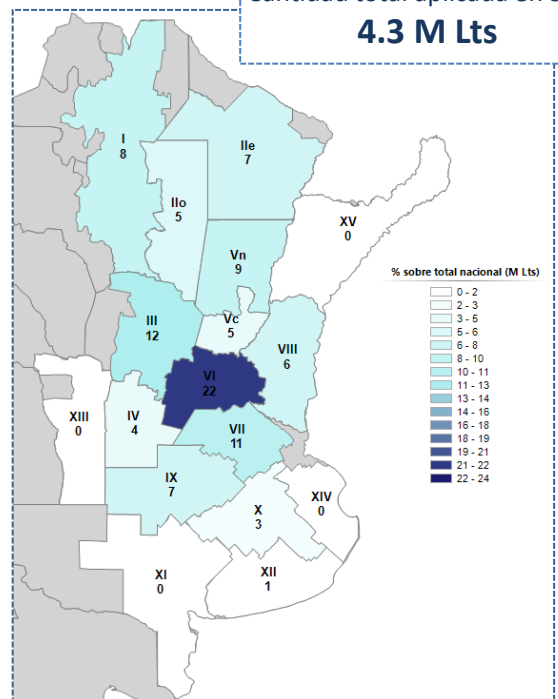 4.3 M Lts
I
8
IIe
7
IIo
5
XV
0
Vn
9
% sobre total nacional (M Lts)
0 - 2
2 - 3
3 - 5
5 - 6
6 - 8
8 - 10
10 - 11
11 - 13
13 - 14
14 - 16
16 - 18
18 - 19
19 - 21
21 - 22
22 - 24
III
12
Vc
5
VIII
6
VI
22
XIII
0
IV
4
VII
11
IX
7
X
3
XIV
0
XI
0
XII
1